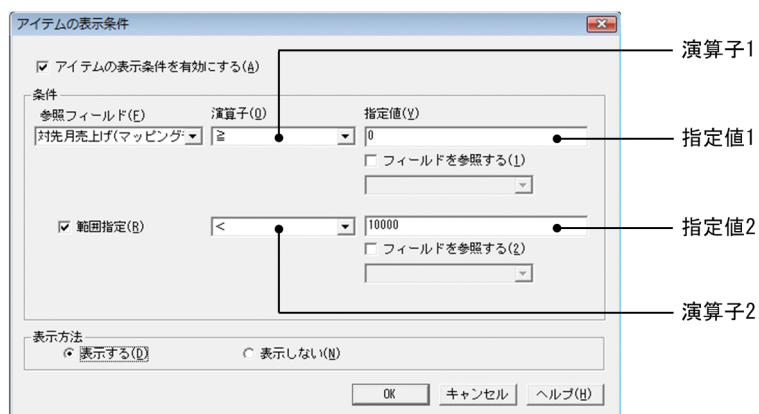 アイテムの表示条件
演算子1
アイテムの表示条件を有効にする(A)
条件
参照フィールド(F) 演算子(O) 指定値(Y)
対先月売上げ(マッピング ≧ 0
指定値1
フィールドを参照する(1)
範囲指定(R) < 10000
指定値2
フィールドを参照する(2)
演算子2
表示方法
表示する(D) 表示しない(N)
OK キャンセル ヘルプ(H)